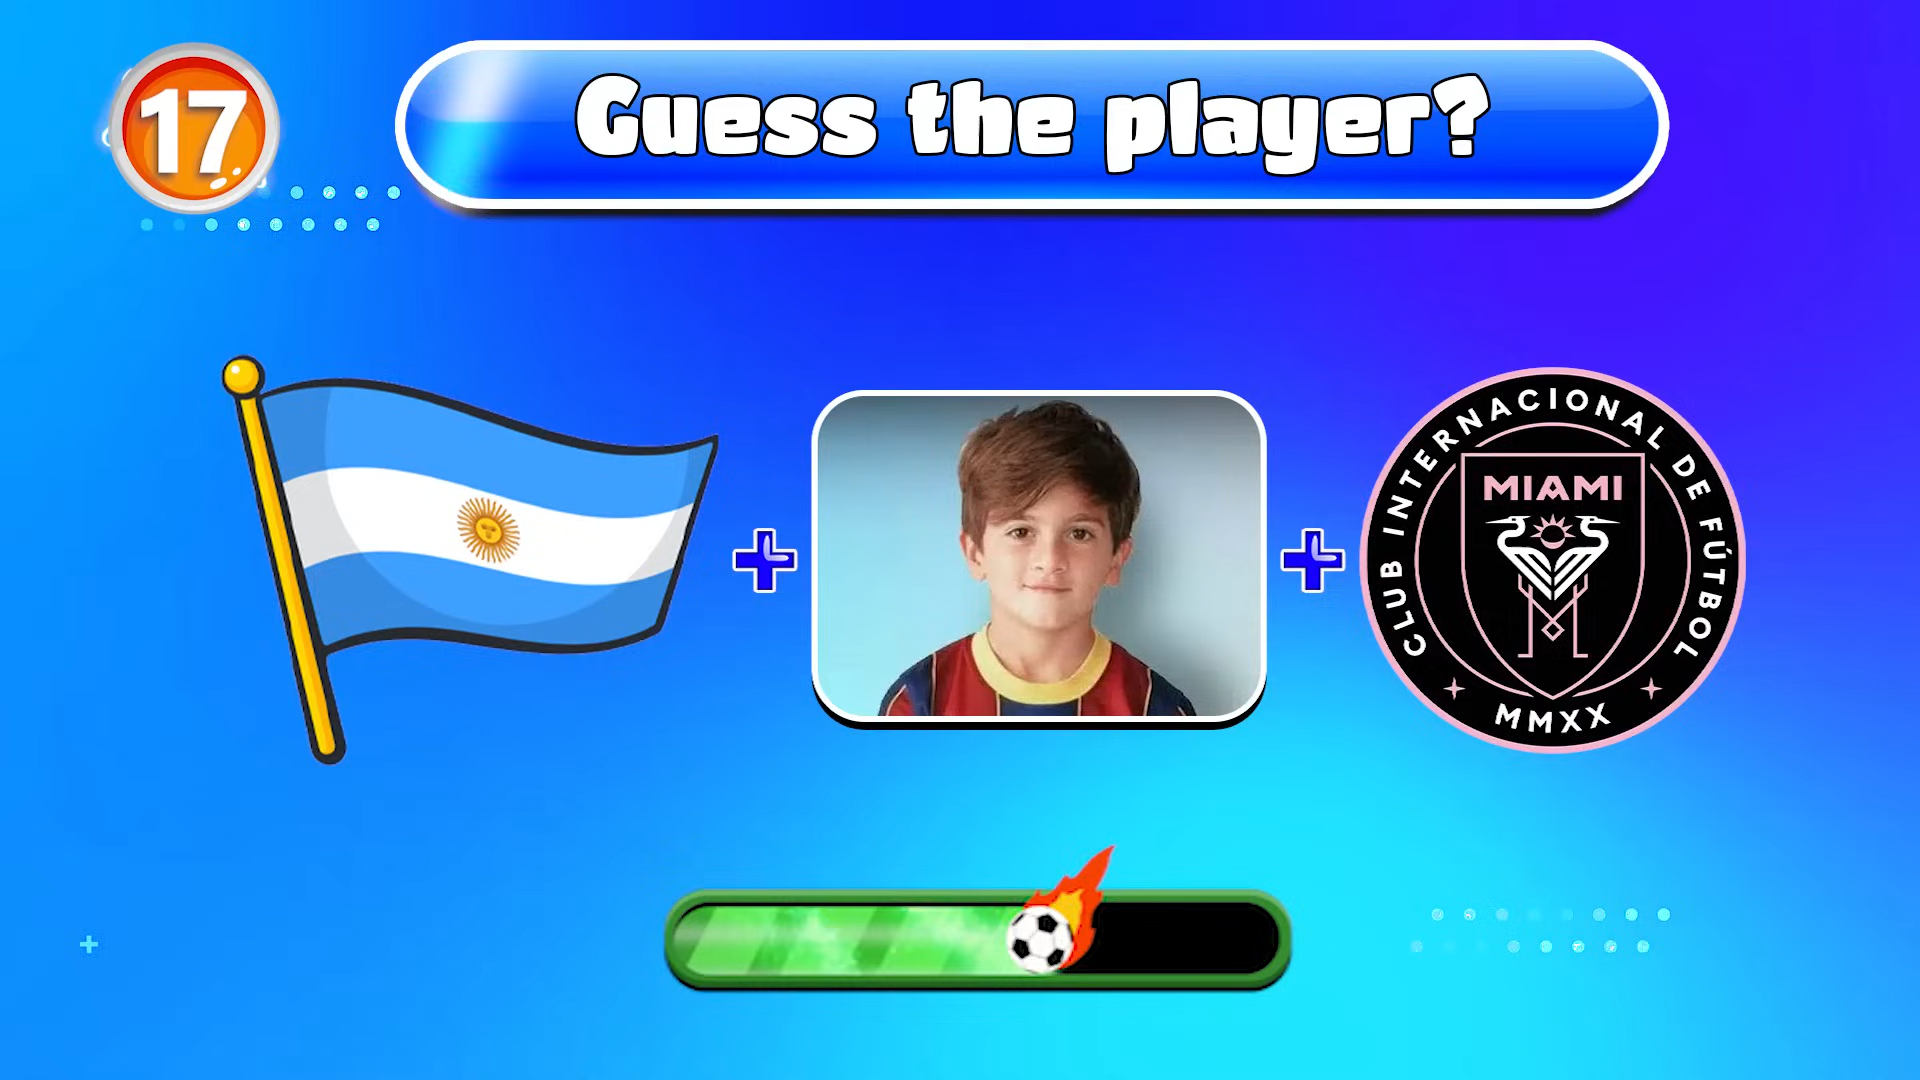 17
Guess the player?
CLUB INTERNACIONAL DE FÚTBOL
MIAMI
MMXX